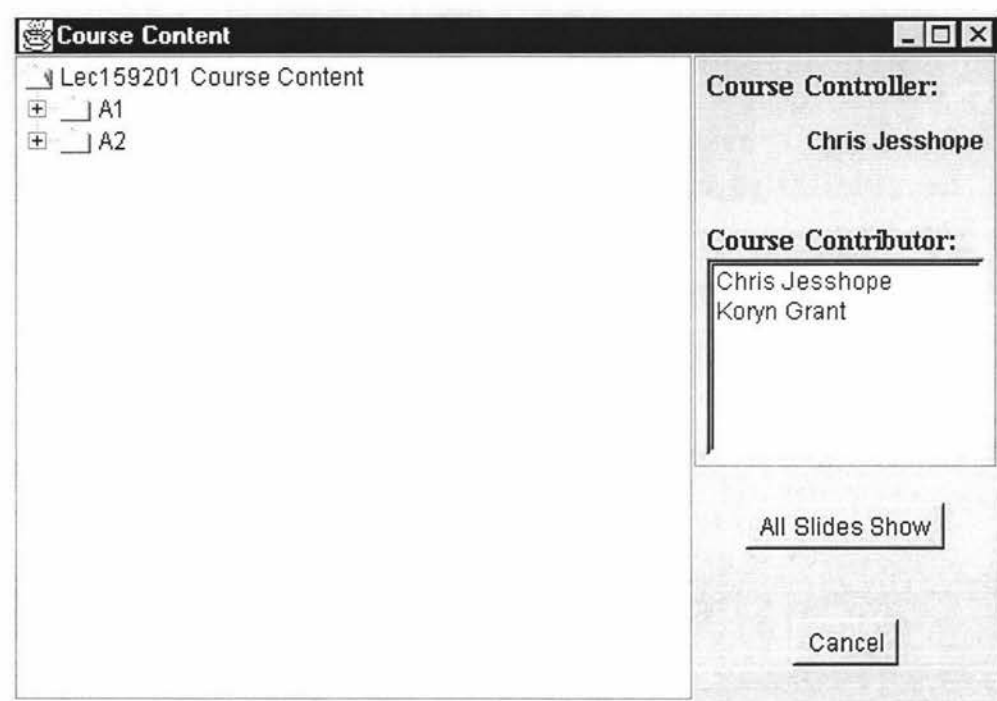 Course Content
Lec159201 Course Content
A1
A2
Course Controller:
Chris Jesshope
Course Contributor:
Chris Jesshope
Koryn Grant
All Slides Show
Cancel